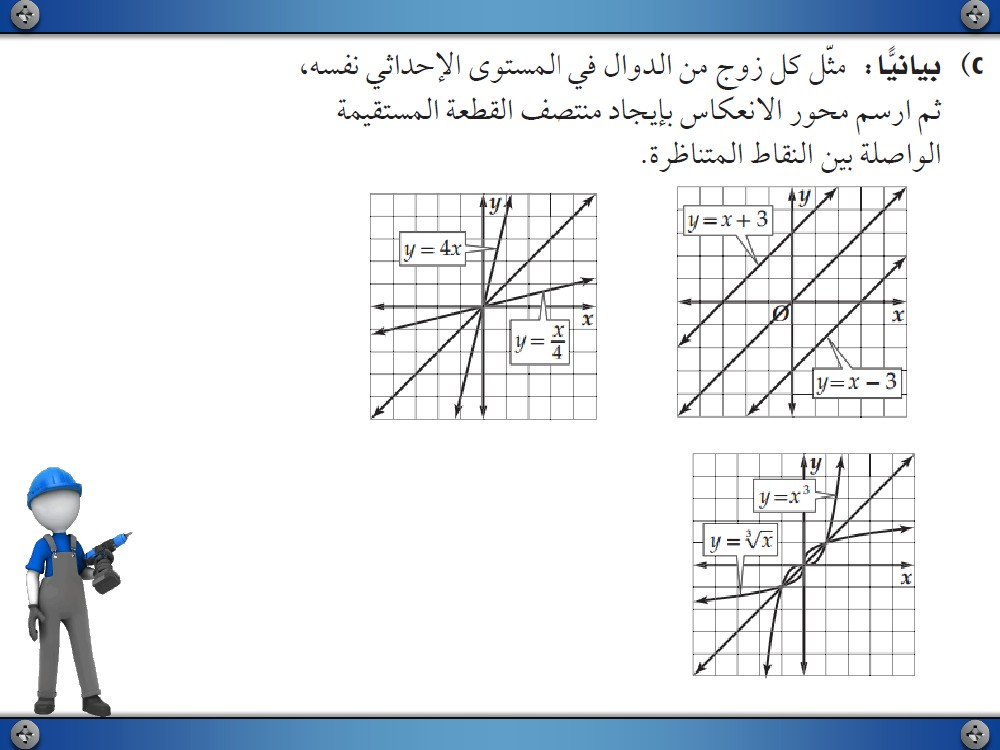 c) بيانيًّا : مثّل كل زوج من الدوال في المستوى الإحداثي نفسه،
ثم ارسم محور الانعكاس بإيجاد منتصف القطعة المستقيمة
الواصلة بين النقاط المتناظرة.
y
y = x + 3
O
x
y = x − 3
y
y = 4x
x
y = x/4
y
y = x³
y = ∛x
x